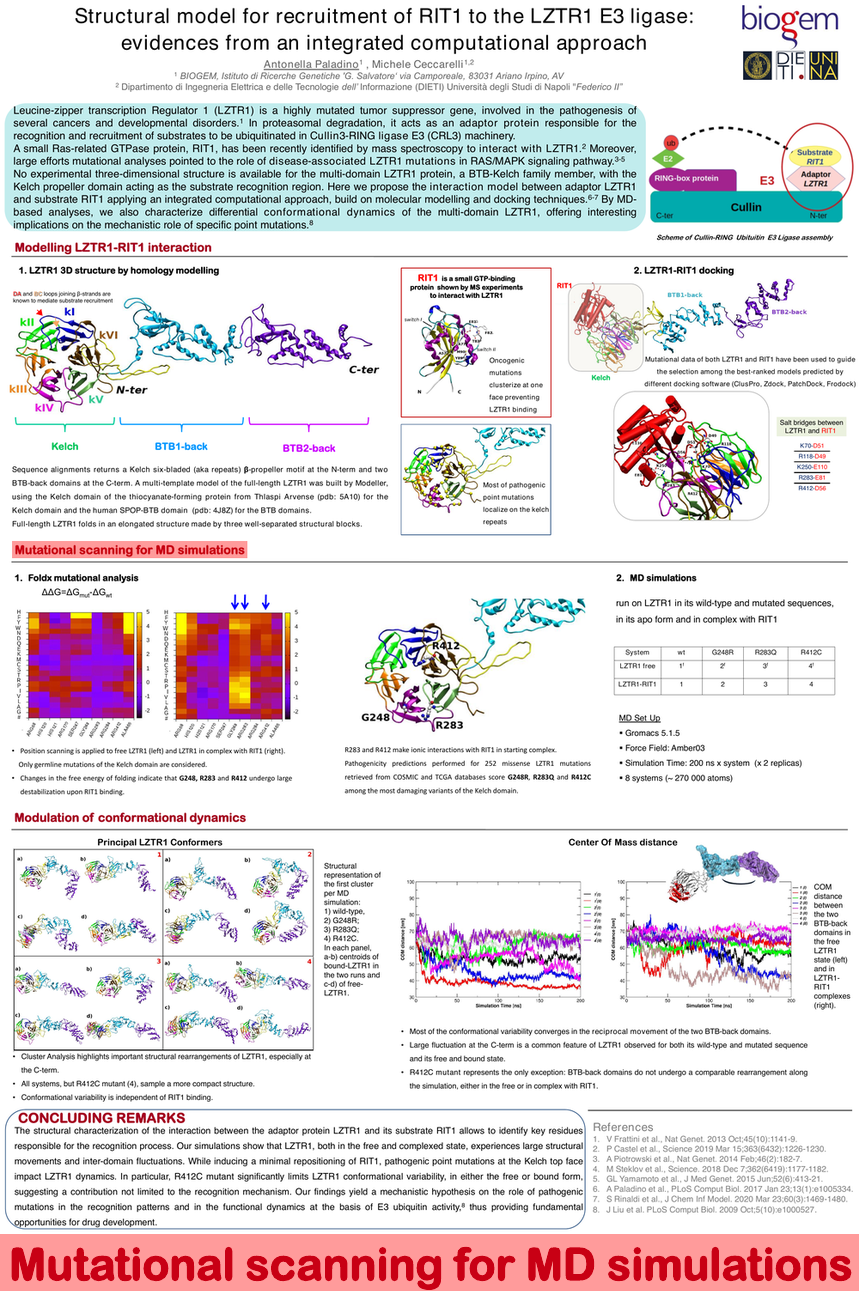 Structural model for recruitment of RIT1 to the LZTR1 E3 ligase:
evidences from an integrated computational approach
biogem
DIE
TI.
UNI
NA
Antonella Paladino1 , Michele Ceccarelli1,2
1 BIOGEM, Istituto di Ricerche Genetiche 'G. Salvatore' via Camporeale, 83031 Ariano Irpino, AV
2 Dipartimento di Ingegneria Elettrica e delle Tecnologie dell' Informazione (DIETI) Università degli Studi di Napoli "Federico II"
Leucine-zipper transcription Regulator 1 (LZTR1) is a highly mutated tumor suppressor gene, involved in the pathogenesis of
several cancers and developmental disorders.1 In proteasomal degradation, it acts as an adaptor protein responsible for the
recognition and recruitment of substrates to be ubiquitinated in Cullin3-RING ligase E3 (CRL3) machinery.
A small Ras-related GTPase protein, RIT1, has been recently identified by mass spectroscopy to interact with LZTR1.2 Moreover,
large efforts mutational analyses pointed to the role of disease-associated LZTR1 mutations in RAS/MAPK signaling pathway.3-5
No experimental three-dimensional structure is available for the multi-domain LZTR1 protein, a BTB-Kelch family member, with the
Kelch propeller domain acting as the substrate recognition region. Here we propose the interaction model between adaptor LZTR1
and substrate RIT1 applying an integrated computational approach, build on molecular modelling and docking techniques.6-7 By MD-
based analyses, we also characterize differential conformational dynamics of the multi-domain LZTR1, offering interesting
implications on the mechanistic role of specific point mutations.8
ub
E2
RING-box protein
E3
Substrate
RIT1
Adaptor
LZTR1
Cullin
C-ter
N-ter
Scheme of Cullin-RING Ubituitin E3 Ligase assembly
Modelling LZTR1-RIT1 interaction
1. LZTR1 3D structure by homology modelling
DA and BC loops joining β-strands are
known to mediate substrate recruitment
kI
kII
kVI
kIII
kIV
kV
N-ter
C-ter
Kelch
BTB1-back
BTB2-back
Sequence alignments returns a Kelch six-bladed (aka repeats) β-propeller motif at the N-term and two
BTB-back domains at the C-term. A multi-template model of the full-length LZTR1 was built by Modeller,
using the Kelch domain of the thiocyanate-forming protein from Thlaspi Arvense (pdb: 5A10) for the
Kelch domain and the human SPOP-BTB domain (pdb: 4J8Z) for the BTB domains.
Full-length LZTR1 folds in an elongated structure made by three well-separated structural blocks.
RIT1 is a small GTP-binding
protein shown by MS experiments
to interact with LZTR1
switch I
switch II
N
C
Oncogenic
mutations
clusterize at one
face preventing
LZTR1 binding
Most of pathogenic
point mutations
localize on the kelch
repeats
2. LZTR1-RIT1 docking
RIT1
BTB1-back
BTB2-back
Kelch
Mutational data of both LZTR1 and RIT1 have been used to guide
the selection among the best-ranked models predicted by
different docking software (ClusPro, Zdock, PatchDock, Frodock)
Salt bridges between
LZTR1 and RIT1
K70-D51
R118-D49
K250-E110
R283-E81
R412-D56
Mutational scanning for MD simulations
1. Foldx mutational analysis
ΔΔG=ΔGmut-ΔGwt
R412
G248
R283
• Position scanning is applied to free LZTR1 (left) and LZTR1 in complex with RIT1 (right).
Only germline mutations of the Kelch domain are considered.
• Changes in the free energy of folding indicate that G248, R283 and R412 undergo large
destabilization upon RIT1 binding.
R283 and R412 make ionic interactions with RIT1 in starting complex.
Pathogenicity predictions performed for 252 missense LZTR1 mutations
retrieved from COSMIC and TCGA databases score G248R, R283Q and R412C
among the most damaging variants of the Kelch domain.
2. MD simulations
run on LZTR1 in its wild-type and mutated sequences,
in its apo form and in complex with RIT1
System wt G248R R283Q R412C
LZTR1 free 1f 2f 3f 4f
LZTR1-RIT1 1 2 3 4
MD Set Up
• Gromacs 5.1.5
• Force Field: Amber03
• Simulation Time: 200 ns x system (x 2 replicas)
• 8 systems (~ 270 000 atoms)
Modulation of conformational dynamics
Principal LZTR1 Conformers
Structural
representation of
the first cluster
per MD
simulation:
1) wild-type,
2) G248R;
3) R283Q;
4) R412C.
In each panel,
a-b) centroids of
bound-LZTR1 in
the two runs and
c-d) of free-
LZTR1.
• Cluster Analysis highlights important structural rearrangements of LZTR1, especially at
the C-term.
• All systems, but R412C mutant (4), sample a more compact structure.
• Conformational variability is independent of RIT1 binding.
Center Of Mass distance
COM distance [nm]
Simulation Time [ns]
COM distance [nm]
Simulation Time [ns]
COM
distance
between
the two
BTB-back
domains in
the free
LZTR1
state (left)
and in
LZTR1-
RIT1
complexes
(right).
• Most of the conformational variability converges in the reciprocal movement of the two BTB-back domains.
• Large fluctuation at the C-term is a common feature of LZTR1 observed for both its wild-type and mutated sequence
and its free and bound state.
• R412C mutant represents the only exception: BTB-back domains do not undergo a comparable rearrangement along
the simulation, either in the free or in complex with RIT1.
CONCLUDING REMARKS
The structural characterization of the interaction between the adaptor protein LZTR1 and its substrate RIT1 allows to identify key residues
responsible for the recognition process. Our simulations show that LZTR1, both in the free and complexed state, experiences large structural
movements and inter-domain fluctuations. While inducing a minimal repositioning of RIT1, pathogenic point mutations at the Kelch top face
impact LZTR1 dynamics. In particular, R412C mutant significantly limits LZTR1 conformational variability, in either the free or bound form,
suggesting a contribution not limited to the recognition mechanism. Our findings yield a mechanistic hypothesis on the role of pathogenic
mutations in the recognition patterns and in the functional dynamics at the basis of E3 ubiquitin activity,8 thus providing fundamental
opportunities for drug development.
References
1. V Frattini et al., Nat Genet. 2013 Oct;45(10):1141-9.
2. P Castel et al., Science 2019 Mar 15;363(6432):1226-1230.
3. A Piotrowski et al., Nat Genet. 2014 Feb;46(2):182-7.
4. M Steklov et al., Science. 2018 Dec 7;362(6419):1177-1182.
5. GL Yamamoto et al., J Med Genet. 2015 Jun;52(6):413-21.
6. A Paladino et al., PLoS Comput Biol. 2017 Jan 23;13(1):e1005334.
7. S Rinaldi et al., J Chem Inf Model. 2020 Mar 23;60(3):1469-1480.
8. J Liu et al. PLoS Comput Biol. 2009 Oct;5(10):e1000527.
Mutational scanning for MD simulations